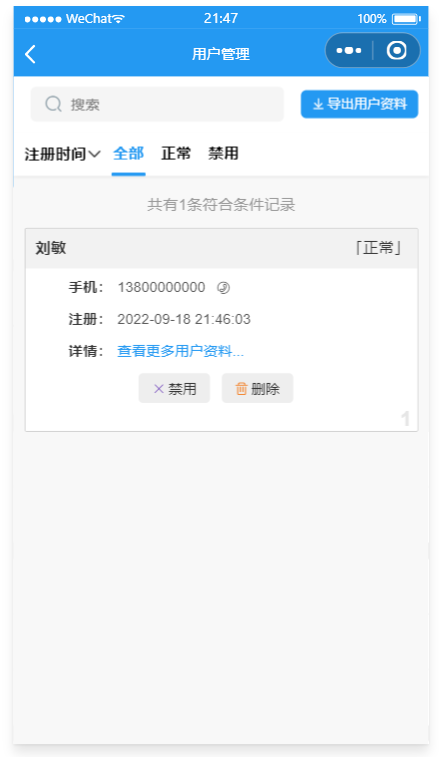 WeChat 21:47 100%
用户管理
搜索 导出用户资料
注册时间 全部 正常 禁用
共有1条符合条件记录
刘敏 「正常」
手机： 13800000000
注册： 2022-09-18 21:46:03
详情： 查看更多用户资料...
禁用 删除
1